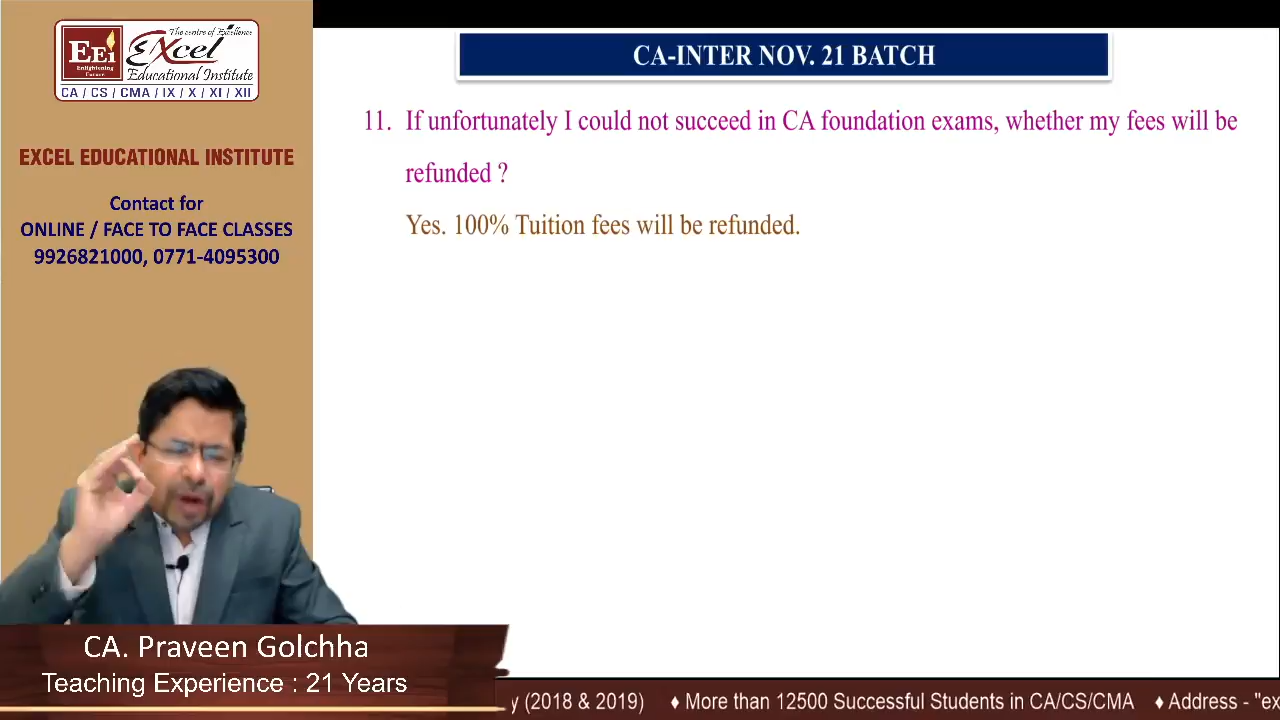 The centre of Excellence
EEi
Enlightening Career
Excel
Educational Institute
CA / CS / CMA / IX / X / XI / XII
EXCEL EDUCATIONAL INSTITUTE
Contact for
ONLINE / FACE TO FACE CLASSES
9926821000, 0771-4095300
CA-INTER NOV. 21 BATCH
11. If unfortunately I could not succeed in CA foundation exams, whether my fees will be
refunded ?
Yes. 100% Tuition fees will be refunded.
CA. Praveen Golchha
Teaching Experience : 21 Years
y (2018 & 2019) ♦ More than 12500 Successful Students in CA/CS/CMA ♦ Address - "ex